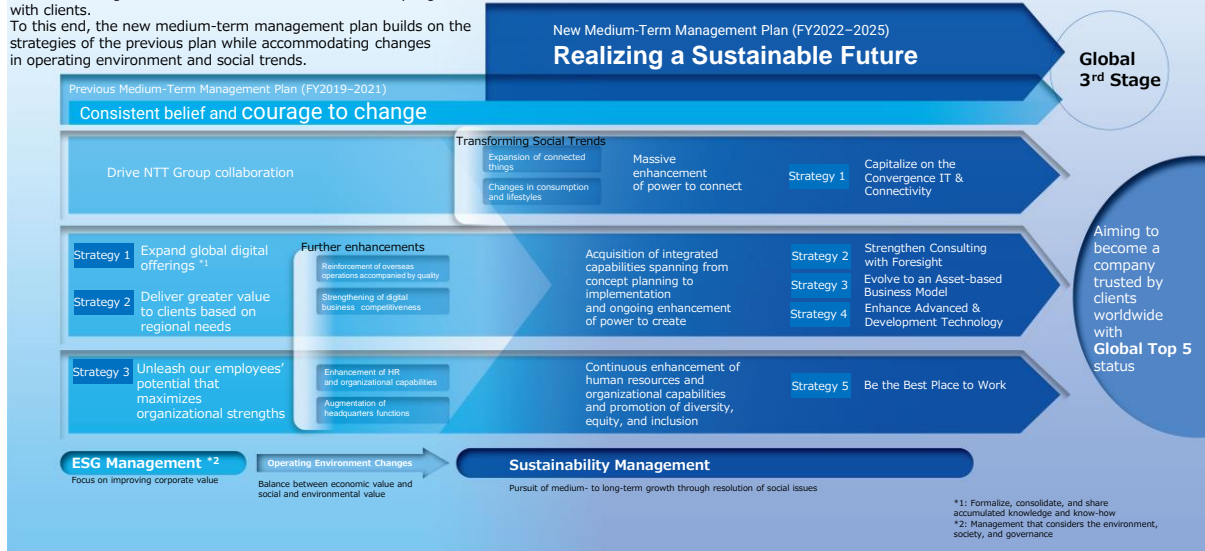 with clients.
To this end, the new medium-term management plan builds on the
strategies of the previous plan while accommodating changes
in operating environment and social trends.
New Medium-Term Management Plan (FY2022–2025)
Realizing a Sustainable Future
Global
3rd Stage
Previous Medium-Term Management Plan (FY2019–2021)
Consistent belief and courage to change
Drive NTT Group collaboration
Transforming Social Trends
Expansion of connected
things
Changes in consumption
and lifestyles
Massive
enhancement
of power to connect
Strategy 1
Capitalize on the
Convergence IT &
Connectivity
Strategy 1
Expand global digital
offerings *1
Strategy 2
Deliver greater value
to clients based on
regional needs
Further enhancements
Reinforcement of overseas
operations accompanied by quality
Strengthening of digital
business competitiveness
Acquisition of integrated
capabilities spanning from
concept planning to
implementation
and ongoing enhancement
of power to create
Strategy 2
Strengthen Consulting
with Foresight
Strategy 3
Evolve to an Asset-based
Business Model
Strategy 4
Enhance Advanced &
Development Technology
Strategy 3
Unleash our employees'
potential that
maximizes
organizational strengths
Enhancement of HR
and organizational capabilities
Augmentation of
headquarters functions
Continuous enhancement of
human resources and
organizational capabilities
and promotion of diversity,
equity, and inclusion
Strategy 5
Be the Best Place to Work
Aiming to
become a
company
trusted by
clients
worldwide
with
Global Top 5
status
ESG Management *2
Focus on improving corporate value
Operating Environment Changes
Balance between economic value and
social and environmental value
Sustainability Management
Pursuit of medium- to long-term growth through resolution of social issues
*1: Formalize, consolidate, and share
accumulated knowledge and know-how
*2: Management that considers the environment,
society, and governance